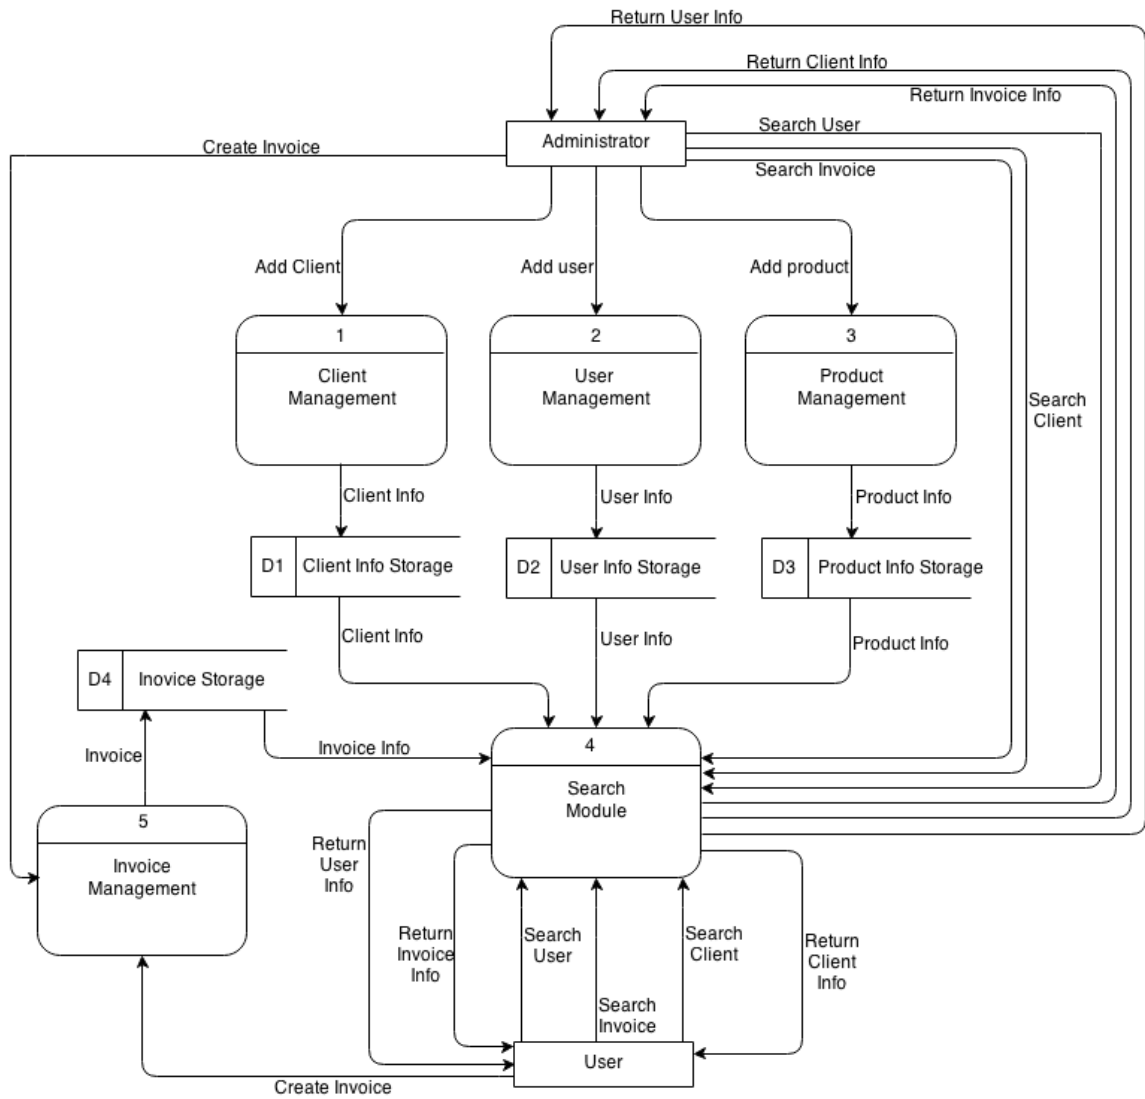 Return User Info
Return Client Info
Return Invoice Info
Search User
Administrator
Create Invoice
Search Invoice
Add Client
Add user
Add product
1
2
3
Client
Management
User
Management
Product
Management
Search
Client
Client Info
User Info
Product Info
D1
Client Info Storage
D2
User Info Storage
D3
Product Info Storage
Client Info
User Info
Product Info
D4
Inovice Storage
4
Invoice
Invoice Info
Search
Module
5
Invoice
Management
Return
User
Info
Return
Invoice
Info
Search
User
Search
Client
Return
Client
Info
Search
Invoice
User
Create Invoice